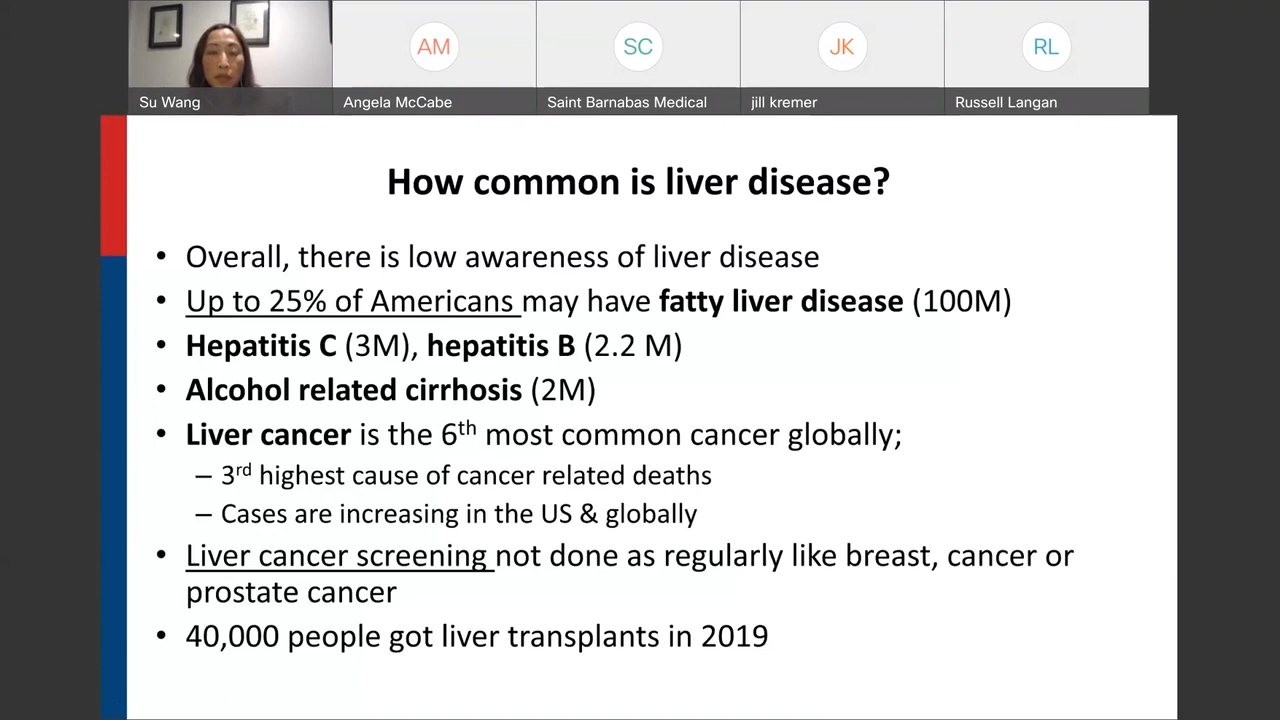 AM
SC
JK
RL
Su Wang
Angela McCabe
Saint Barnabas Medical
jill kremer
Russell Langan
How common is liver disease?
• Overall, there is low awareness of liver disease
• Up to 25% of Americans may have fatty liver disease (100M)
• Hepatitis C (3M), hepatitis B (2.2 M)
• Alcohol related cirrhosis (2M)
• Liver cancer is the 6th most common cancer globally;
– 3rd highest cause of cancer related deaths
– Cases are increasing in the US & globally
• Liver cancer screening not done as regularly like breast, cancer or
prostate cancer
• 40,000 people got liver transplants in 2019